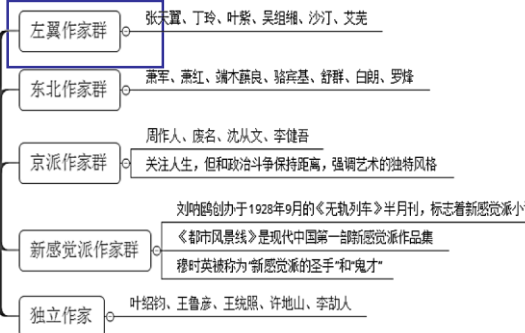 左翼作家群
张天翼、丁玲、叶紫、吴组缃、沙汀、艾芜
东北作家群
萧军、萧红、端木蕻良、骆宾基、舒群、白朗、罗烽
京派作家群
周作人、废名、沈从文、李健吾
关注人生，但和政治斗争保持距离，强调艺术的独特风格
新感觉派作家群
刘呐鸥创办于1928年9月的《无轨列车》半月刊，标志着新感觉派小
《都市风景线》是现代中国第一部新感觉派作品集
穆时英被称为“新感觉派的圣手”和“鬼才”
独立作家
叶绍钧、王鲁彦、王统照、许地山、李劼人